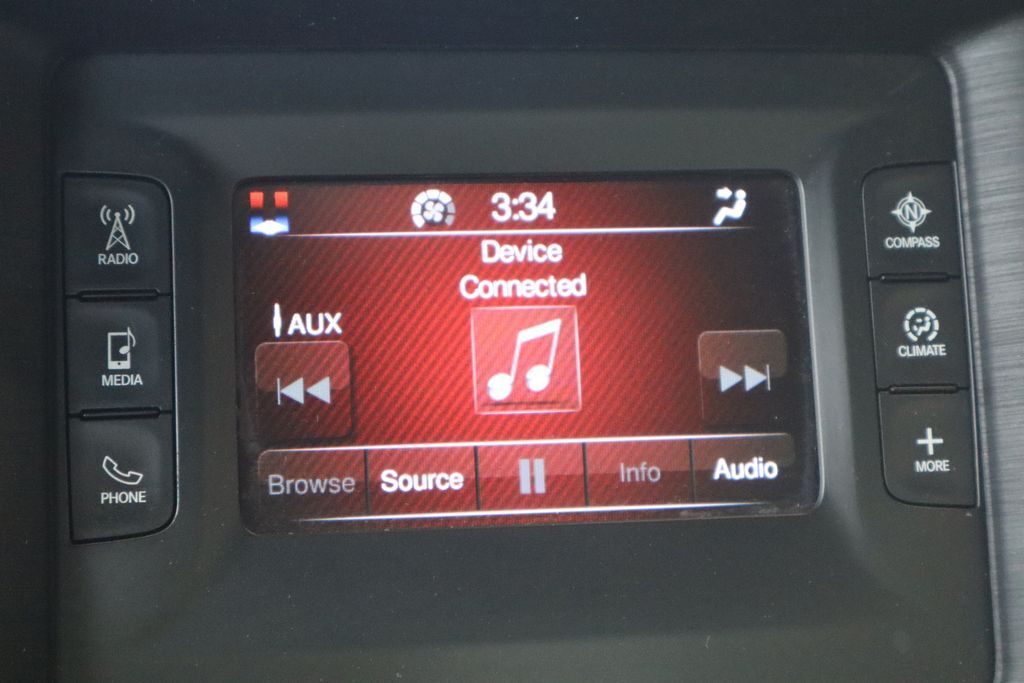 3:34
Device
Connected
AUX
Browse Source Info Audio
RADIO
MEDIA
PHONE
N
COMPASS
CLIMATE
MORE